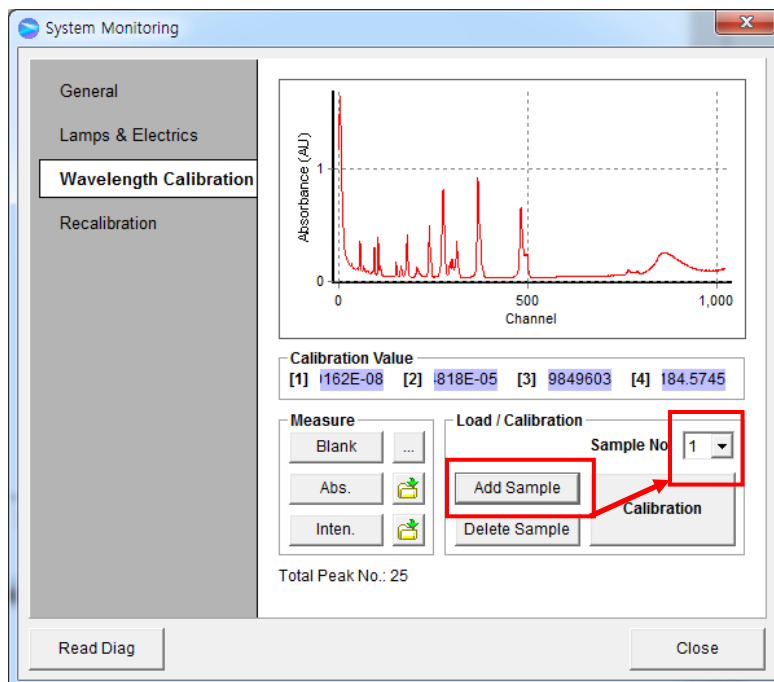 System Monitoring
x
General
Lamps & Electrics
Wavelength Calibration
Recalibration
Absorbance (AU)
1
0
0 500 1,000
Channel
Calibration Value
[1] )162E-08 [2] 4818E-05 [3] 9849603 [4] 184.5745
Measure
Load / Calibration
Blank ... Sample No 1
Abs. Add Sample
Calibration
Inten. Delete Sample
Total Peak No.: 25
Read Diag Close